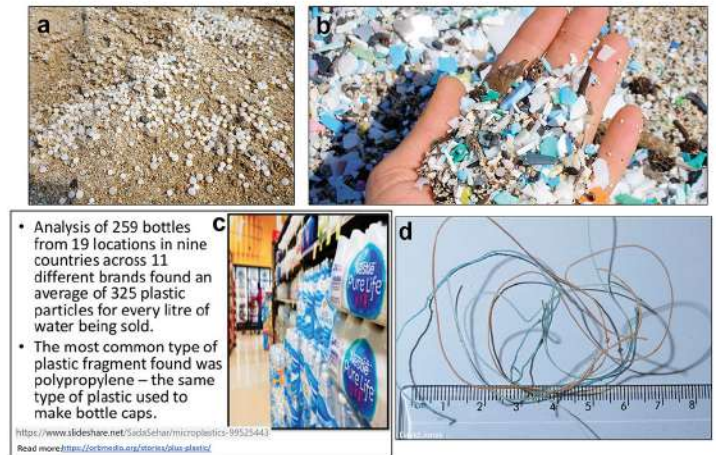 a
b
• Analysis of 259 bottles
from 19 locations in nine
countries across 11
different brands found an
average of 325 plastic
particles for every litre of
water being sold.
• The most common type of
plastic fragment found was
polypropylene – the same
type of plastic used to
make bottle caps.
https://www.slideshare.net/SadaSehar/microplastics-99525443
Read more:https://orbmedia.org/stories/plus-plastic/
c
Nestle
Pure Life
Pure Life
d
1 2 3 4 5 6 7 8
David Jones